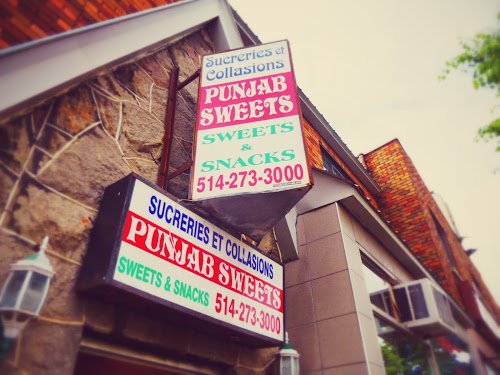 Sucreries et
Collasions
PUNJAB
SWEETS
SWEETS
&
SNACKS
514-273-3000
SUCRERIES ET COLLASIONS
PUNJAB SWEETS
SWEETS & SNACKS 514-273-3000